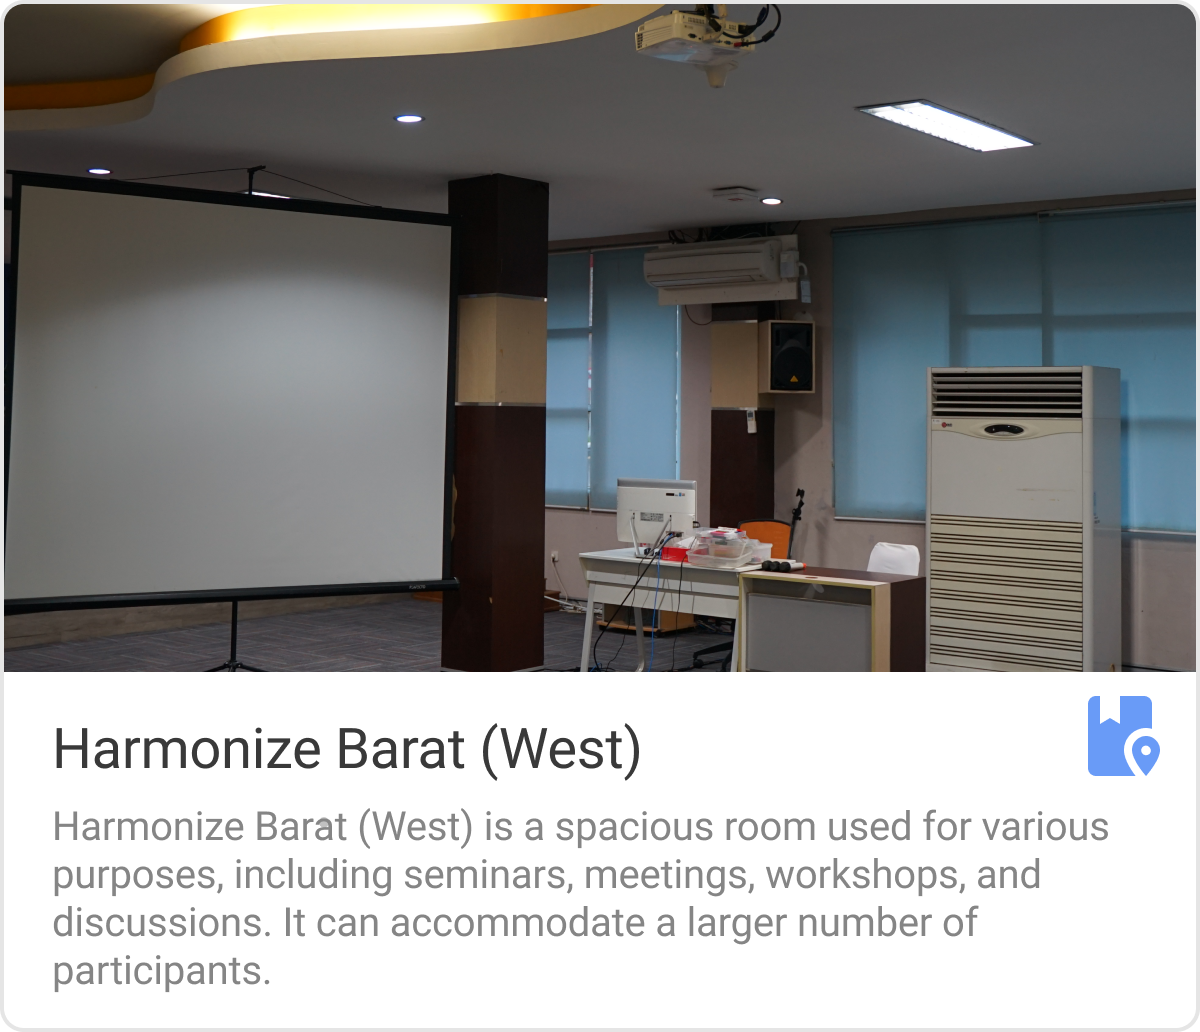 Harmonize Barat (West)
Harmonize Barat (West) is a spacious room used for various
purposes, including seminars, meetings, workshops, and
discussions. It can accommodate a larger number of
participants.